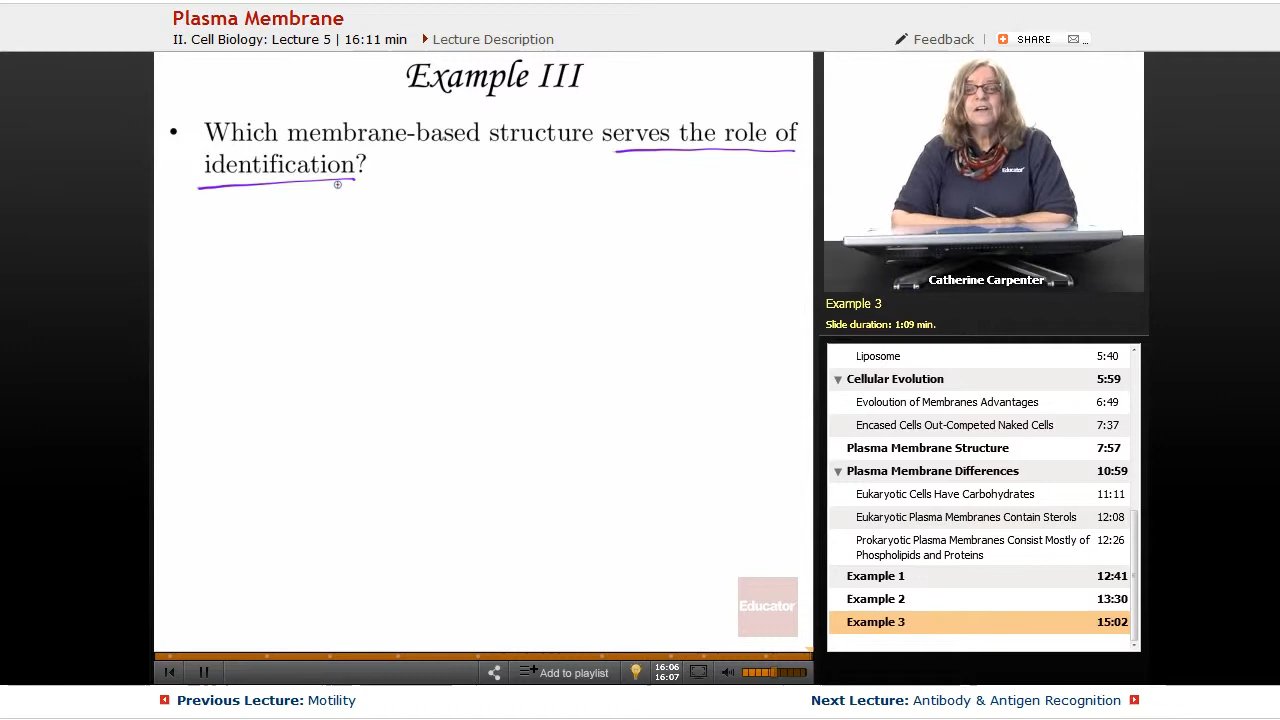 Plasma Membrane
II. Cell Biology: Lecture 5 | 16:11 min
Lecture Description
Feedback
SHARE
...
Example III
• Which membrane-based structure serves the role of
identification?
Educator
Educator
Catherine Carpenter
Example 3
Slide duration: 1:09 min.
Liposome 5:40
Cellular Evolution 5:59
Evoloution of Membranes Advantages 6:49
Encased Cells Out-Competed Naked Cells 7:37
Plasma Membrane Structure 7:57
Plasma Membrane Differences 10:59
Eukaryotic Cells Have Carbohydrates 11:11
Eukaryotic Plasma Membranes Contain Sterols 12:08
Prokaryotic Plasma Membranes Consist Mostly of 12:26
Phospholipids and Proteins
Example 1 12:41
Example 2 13:30
Example 3 15:02
Add to playlist
16:06
16:07
Previous Lecture: Motility
Next Lecture: Antibody & Antigen Recognition